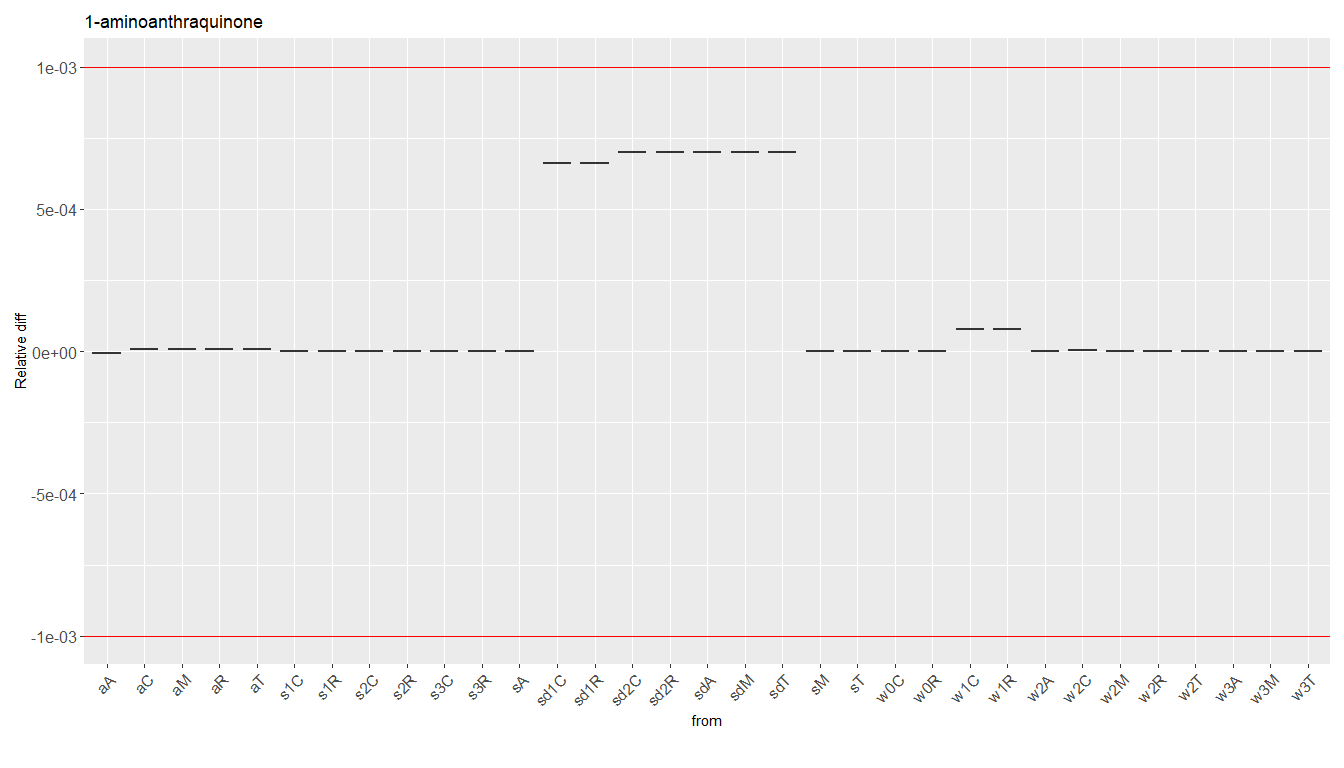 1-aminoanthraquinone
1e-03
5e-04
0e+00
-5e-04
-1e-03
Relative diff
aA
aC
aM
aR
aT
s1C
s1R
s2C
s2R
s3C
s3R
sA
sd1C
sd1R
sd2C
sd2R
sdA
sdM
sdT
sM
sT
w0C
w0R
w1C
w1R
w2A
w2C
w2M
w2R
w2T
w3A
w3M
w3T
from